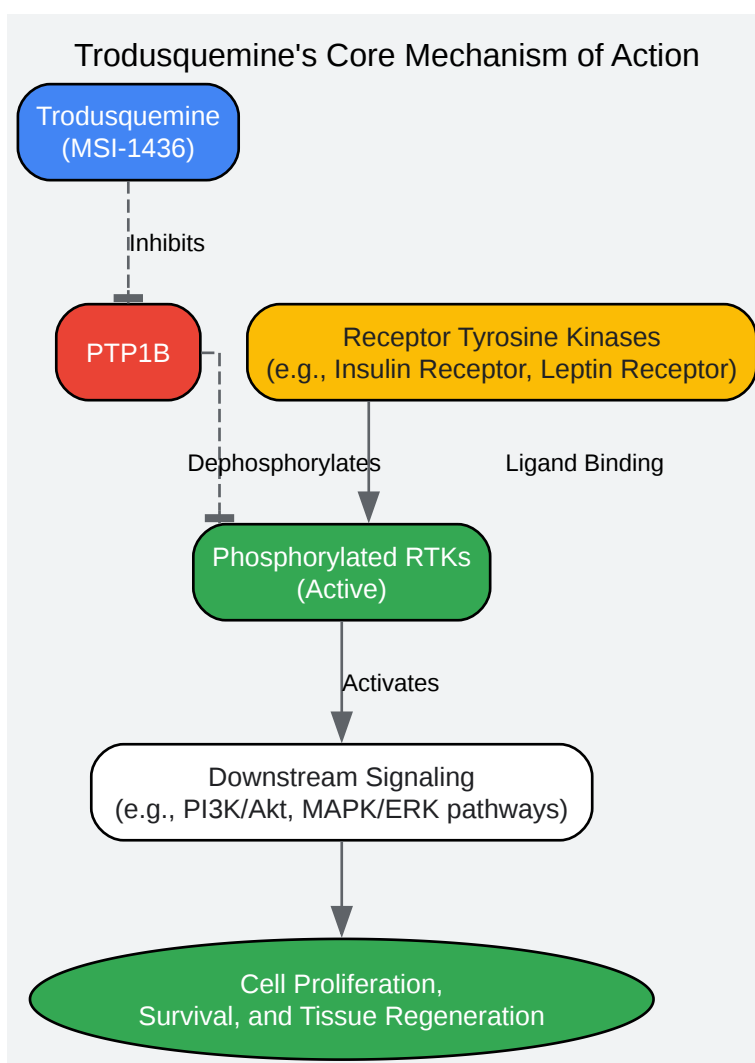 Trodusquemine's Core Mechanism of Action
Trodusquemine
(MSI-1436)
Inhibits
PTP1B
Receptor Tyrosine Kinases
(e.g., Insulin Receptor, Leptin Receptor)
Dephosphorylates
Ligand Binding
Phosphorylated RTKs
(Active)
Activates
Downstream Signaling
(e.g., PI3K/Akt, MAPK/ERK pathways)
Cell Proliferation,
Survival, and Tissue Regeneration